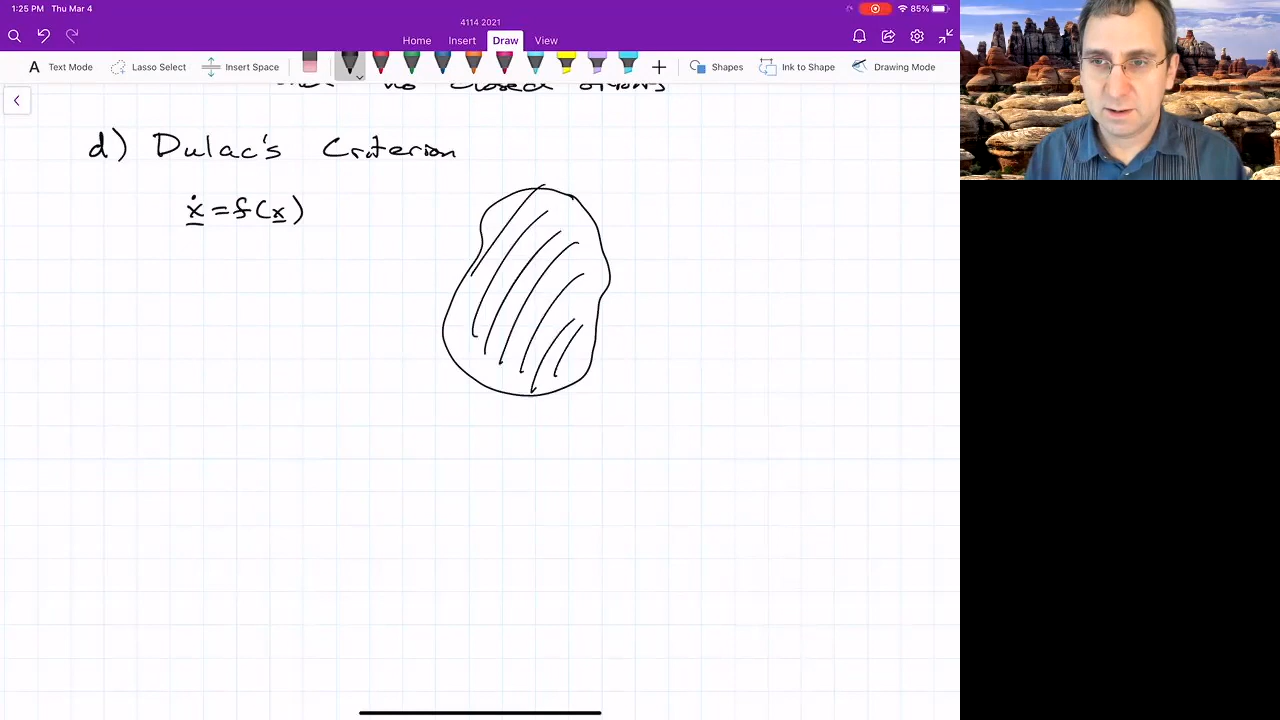 1:25 PM Thu Mar 4
85%
4114 2021
Home Insert Draw View
Text Mode Lasso Select Insert Space Shapes Ink to Shape Drawing Mode
no closed orbits
d) Dulac's Criterion
ẋ = f(x)